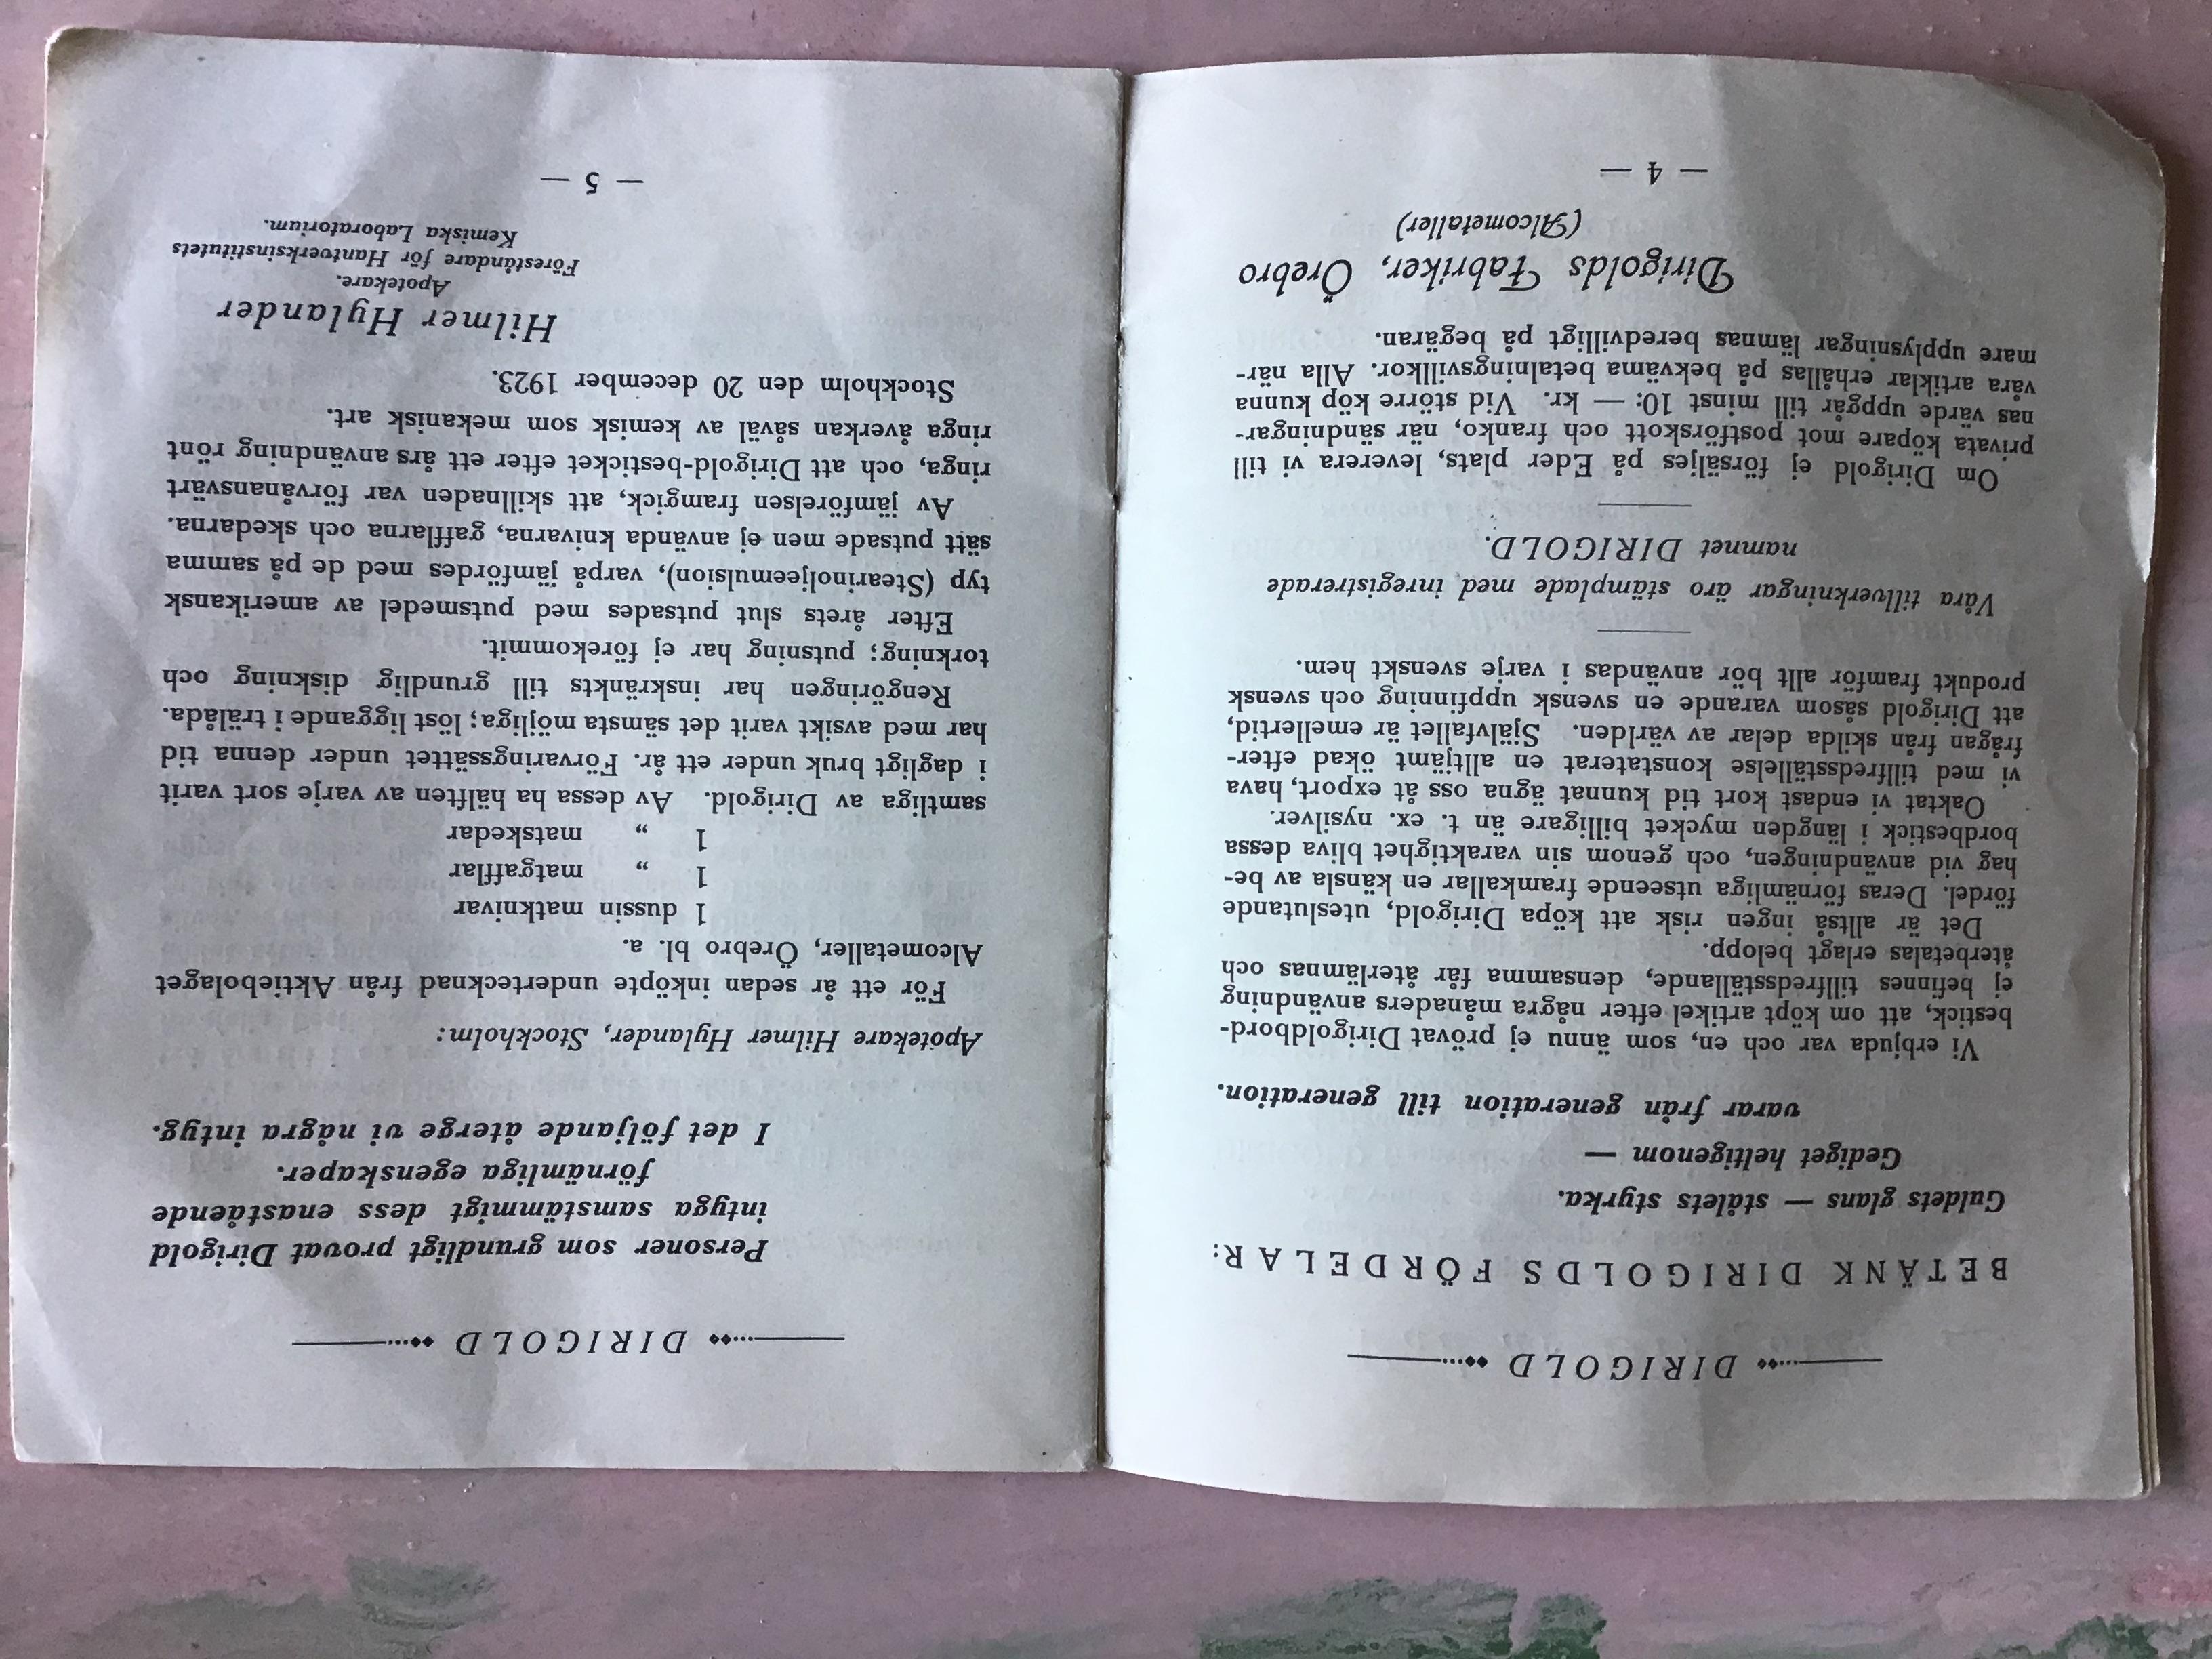 DIRIGOLD
BETÄNK DIRIGOLDS FÖRDELAR:
Guldets glans — stålets styrka.
Gediget heltigenom —
varar från generation till generation.
Vi erbjuda var och en, som ännu ej prövat Dirigoldbord-
bestick, att om köpt artikel efter några månaders användning
ej befinnes tillfredsställande, densamma får återlämnas och
återbetalas erlagt belopp.
Det är alltså ingen risk att köpa Dirigold, uteslutande
fördel. Deras förnämliga utseende framkallar en känsla av be-
hag vid användningen, och genom sin varaktighet bliva dessa
bordbestick i längden mycket billigare än t. ex. nysilver.
Oaktat vi endast kort tid kunnat ägna oss åt export, hava
vi med tillfredsställelse konstaterat en alltjämt ökad efter-
frågan från skilda delar av världen. Självfallet är emellertid,
att Dirigold såsom varande en svensk uppfinning och svensk
produkt framför allt bör användas i varje svenskt hem.
Våra tillverkningar äro stämplade med inregistrerade
namnet DIRIGOLD.
Om Dirigold ej försäljes på Eder plats, leverera vi till
privata köpare mot postförskott och franko, när sändningar-
nas värde uppgår till minst 10: — kr. Vid större köp kunna
våra artiklar erhållas på bekväma betalningsvillkor. Alla när-
mare upplysningar lämnas beredvilligt på begäran.
Dirigolds Fabriker, Örebro
(Alcometaller)
— 4 —
DIRIGOLD
Personer som grundligt provat Dirigold
intyga samstämmigt dess enastående
förnämliga egenskaper.
I det följande återge vi några intyg.
Apotekare Hilmer Hylander, Stockholm:
För ett år sedan inköpte undertecknad från Aktiebolaget
Alcometaller, Örebro bl. a.
1 dussin matknivar
1 „ matgafflar
1 „ matskedar
samtliga av Dirigold. Av dessa ha hälften av varje sort varit
i dagligt bruk under ett år. Förvaringssättet under denna tid
har med avsikt varit det sämsta möjliga; löst liggande i trälåda.
Rengöringen har inskränkts till grundlig diskning och
torkning; putsning har ej förekommit.
Efter årets slut putsades med putsmedel av amerikansk
typ (Stearinoljeemulsion), varpå jämfördes med de på samma
sätt putsade men ej använda knivarna, gafflarna och skedarna.
Av jämförelsen framgick, att skillnaden var förvånansvärt
ringa, och att Dirigold-besticket efter ett års användning rönt
ringa åverkan såväl av kemisk som mekanisk art.
Stockholm den 20 december 1923.
Hilmer Hylander
Apotekare.
Föreståndare för Hantverksinstitutets
Kemiska Laboratorium.
— 5 —